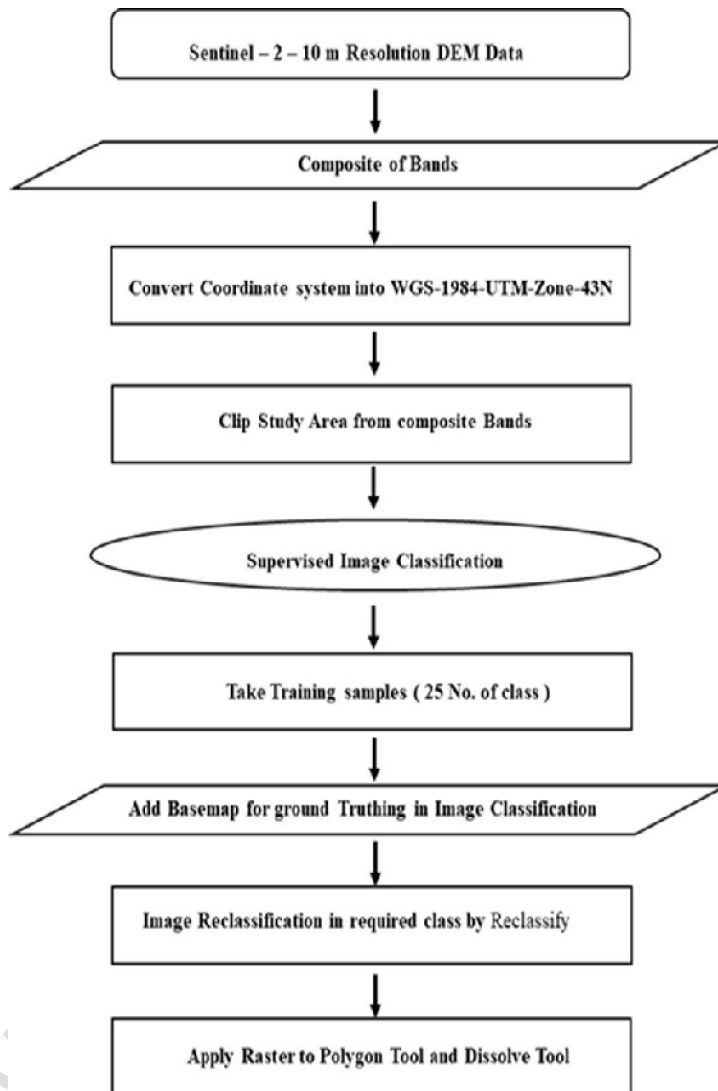 Sentinel – 2 – 10 m Resolution DEM Data
Composite of Bands
Convert Coordinate system into WGS-1984-UTM-Zone-43N
Clip Study Area from composite Bands
Supervised Image Classification
Take Training samples ( 25 No. of class )
Add Basemap for ground Truthing in Image Classification
Image Reclassification in required class by Reclassify
Apply Raster to Polygon Tool and Dissolve Tool